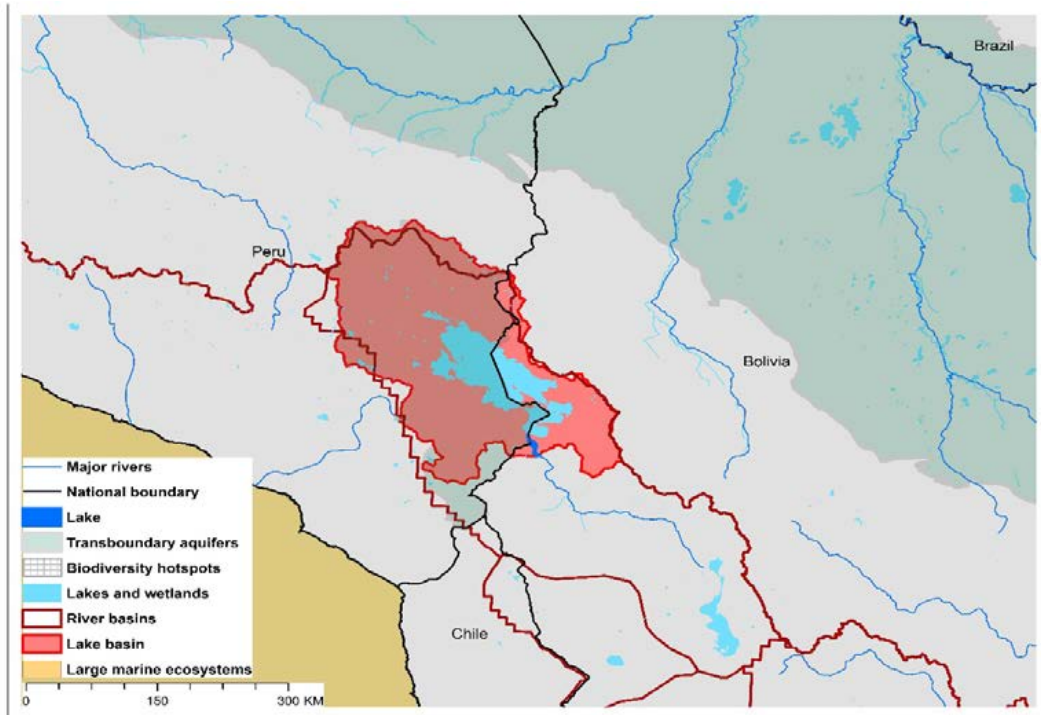 Brazil
Peru
Bolivia
Chile
Major rivers
National boundary
Lake
Transboundary aquifers
Biodiversity hotspots
Lakes and wetlands
River basins
Lake basin
Large marine ecosystems
0 150 300 KM